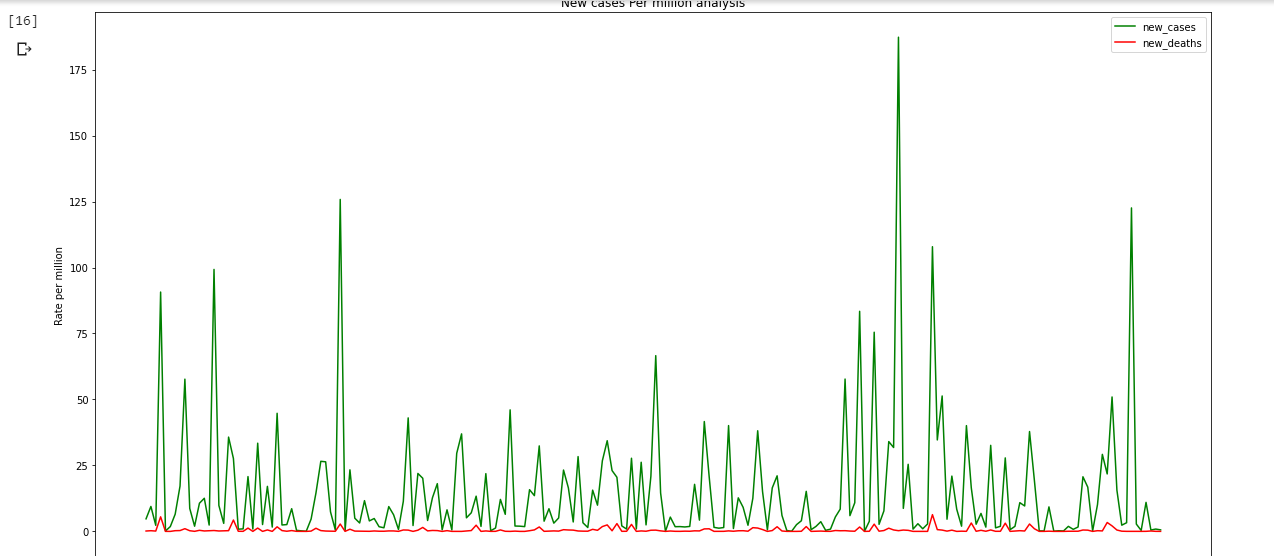 [16]
New cases Per million analysis
new_cases
new_deaths
175
150
125
100
75
50
25
0
Rate per million